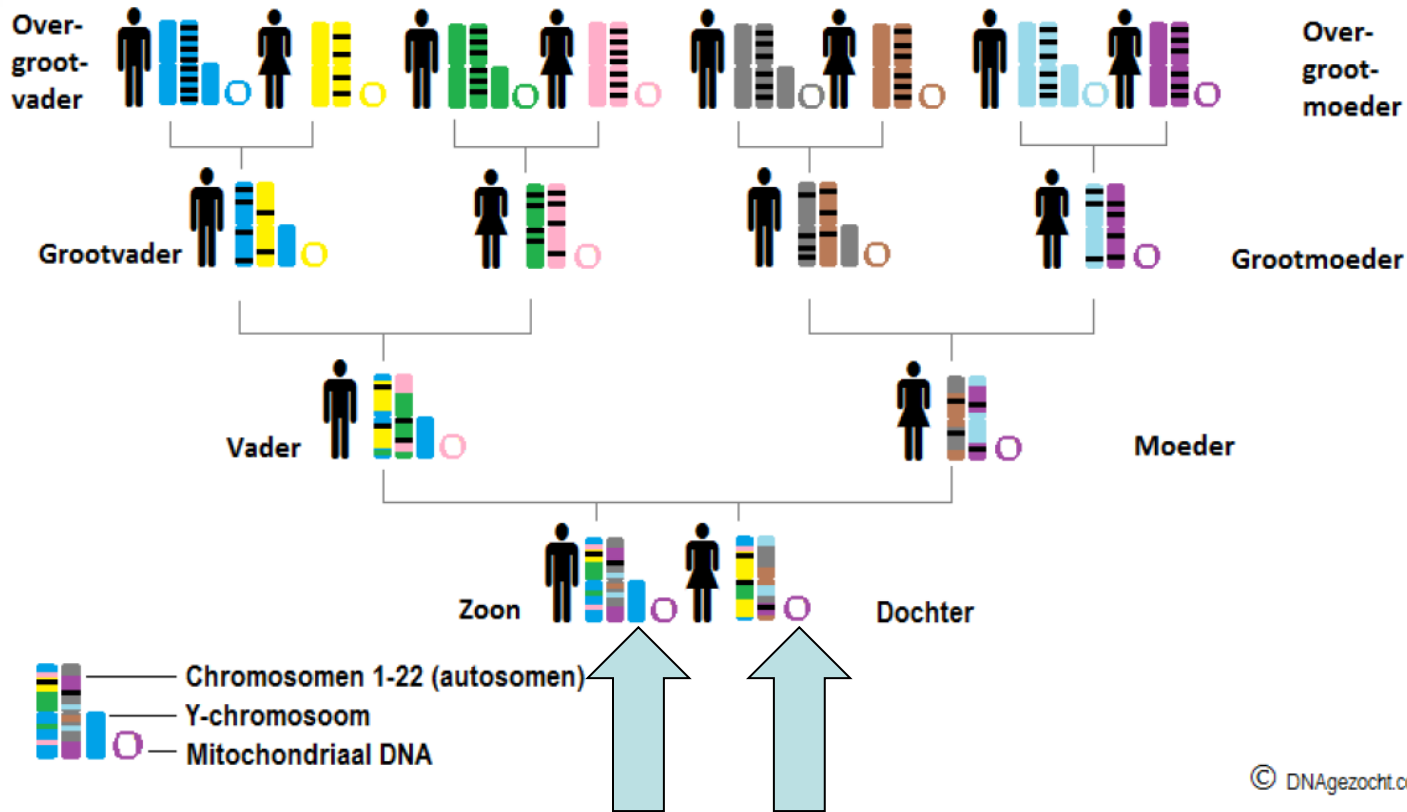 Over-
groot-
vader
Over-
groot-
moeder
Grootvader
Grootmoeder
Vader
Moeder
Zoon
Dochter
Chromosomen 1-22 (autosomen)
Y-chromosoom
Mitochondriaal DNA
© DNAgezocht.co